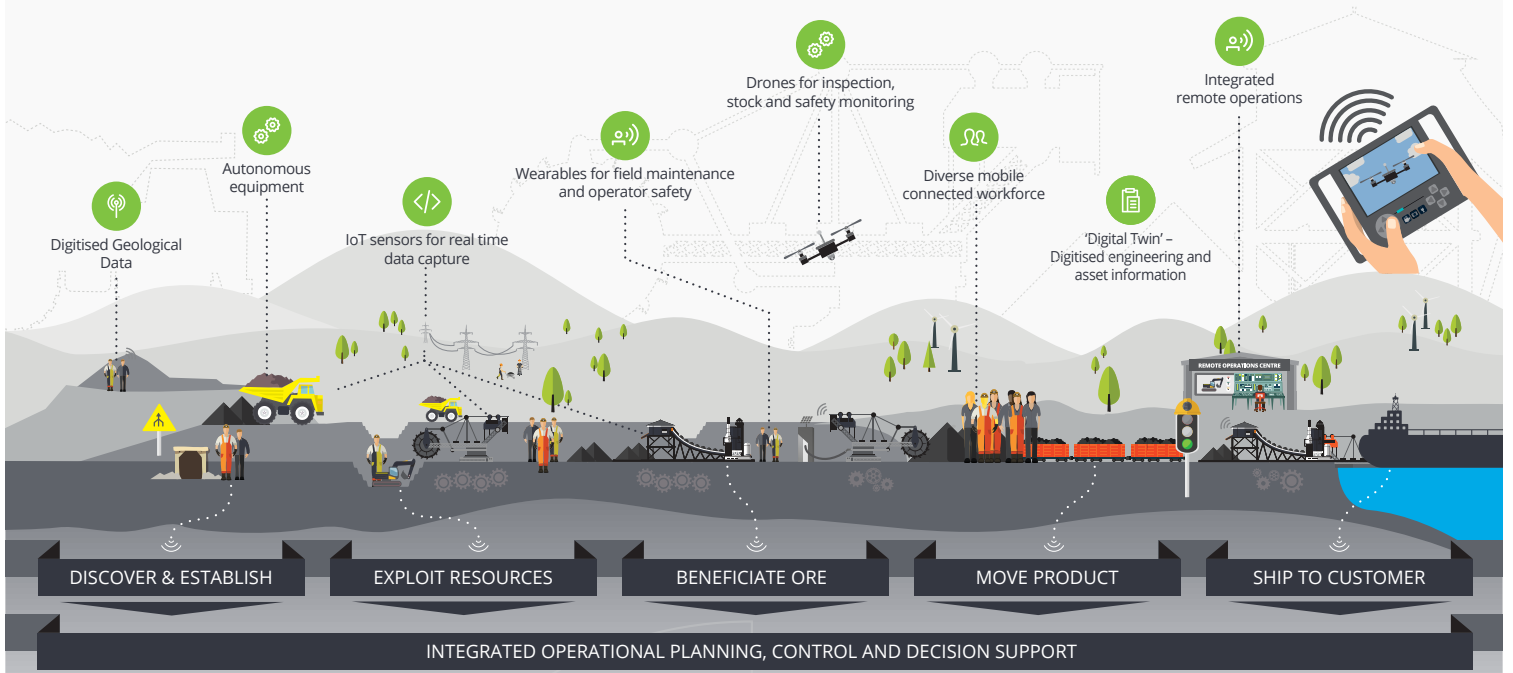 Digitised Geological
Data
Autonomous
equipment
IoT sensors for real time
data capture
Wearables for field maintenance
and operator safety
Drones for inspection,
stock and safety monitoring
Diverse mobile
connected workforce
‘Digital Twin’ –
Digitised engineering and
asset information
Integrated
remote operations
REMOTE OPERATIONS CENTRE
DISCOVER & ESTABLISH
EXPLOIT RESOURCES
BENEFICIATE ORE
MOVE PRODUCT
SHIP TO CUSTOMER
INTEGRATED OPERATIONAL PLANNING, CONTROL AND DECISION SUPPORT